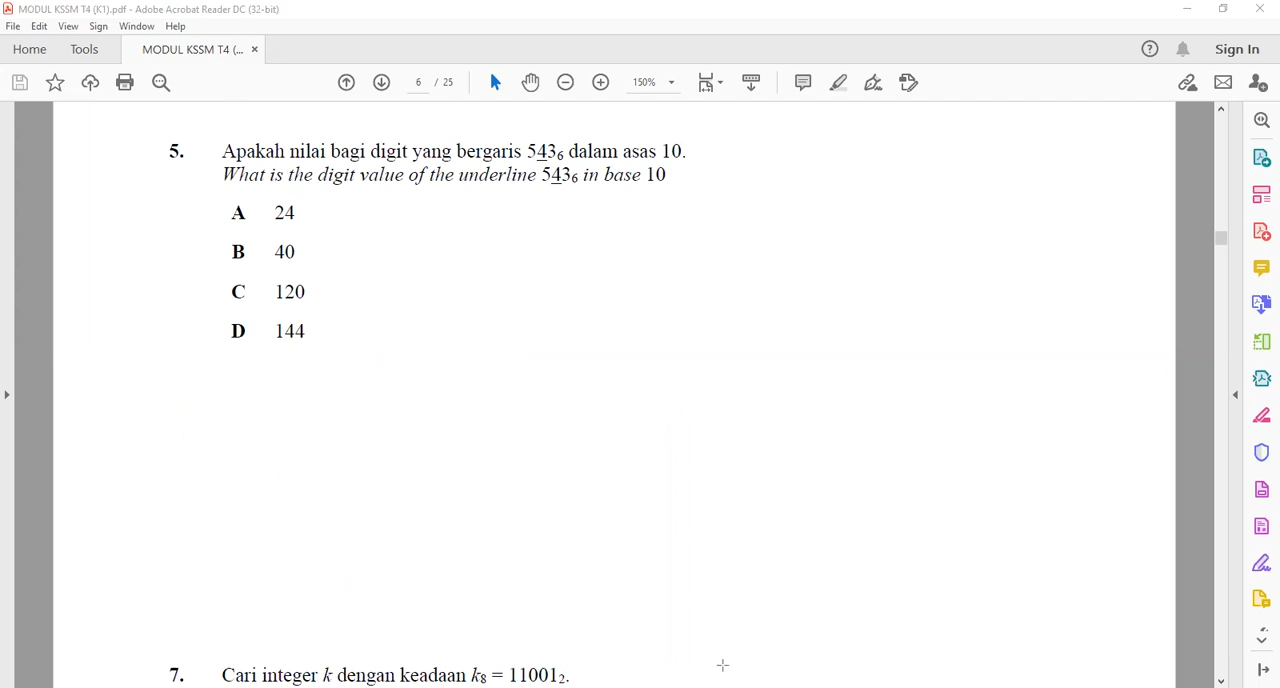 MODUL KSSM T4 (K1).pdf - Adobe Acrobat Reader DC (32-bit)
File Edit View Sign Window Help
Home Tools MODUL KSSM T4 (... × Sign In
6 / 25 150%
5. Apakah nilai bagi digit yang bergaris 543₆ dalam asas 10.
What is the digit value of the underline 543₆ in base 10
A 24
B 40
C 120
D 144
7. Cari integer k dengan keadaan k₈ = 11001₂.